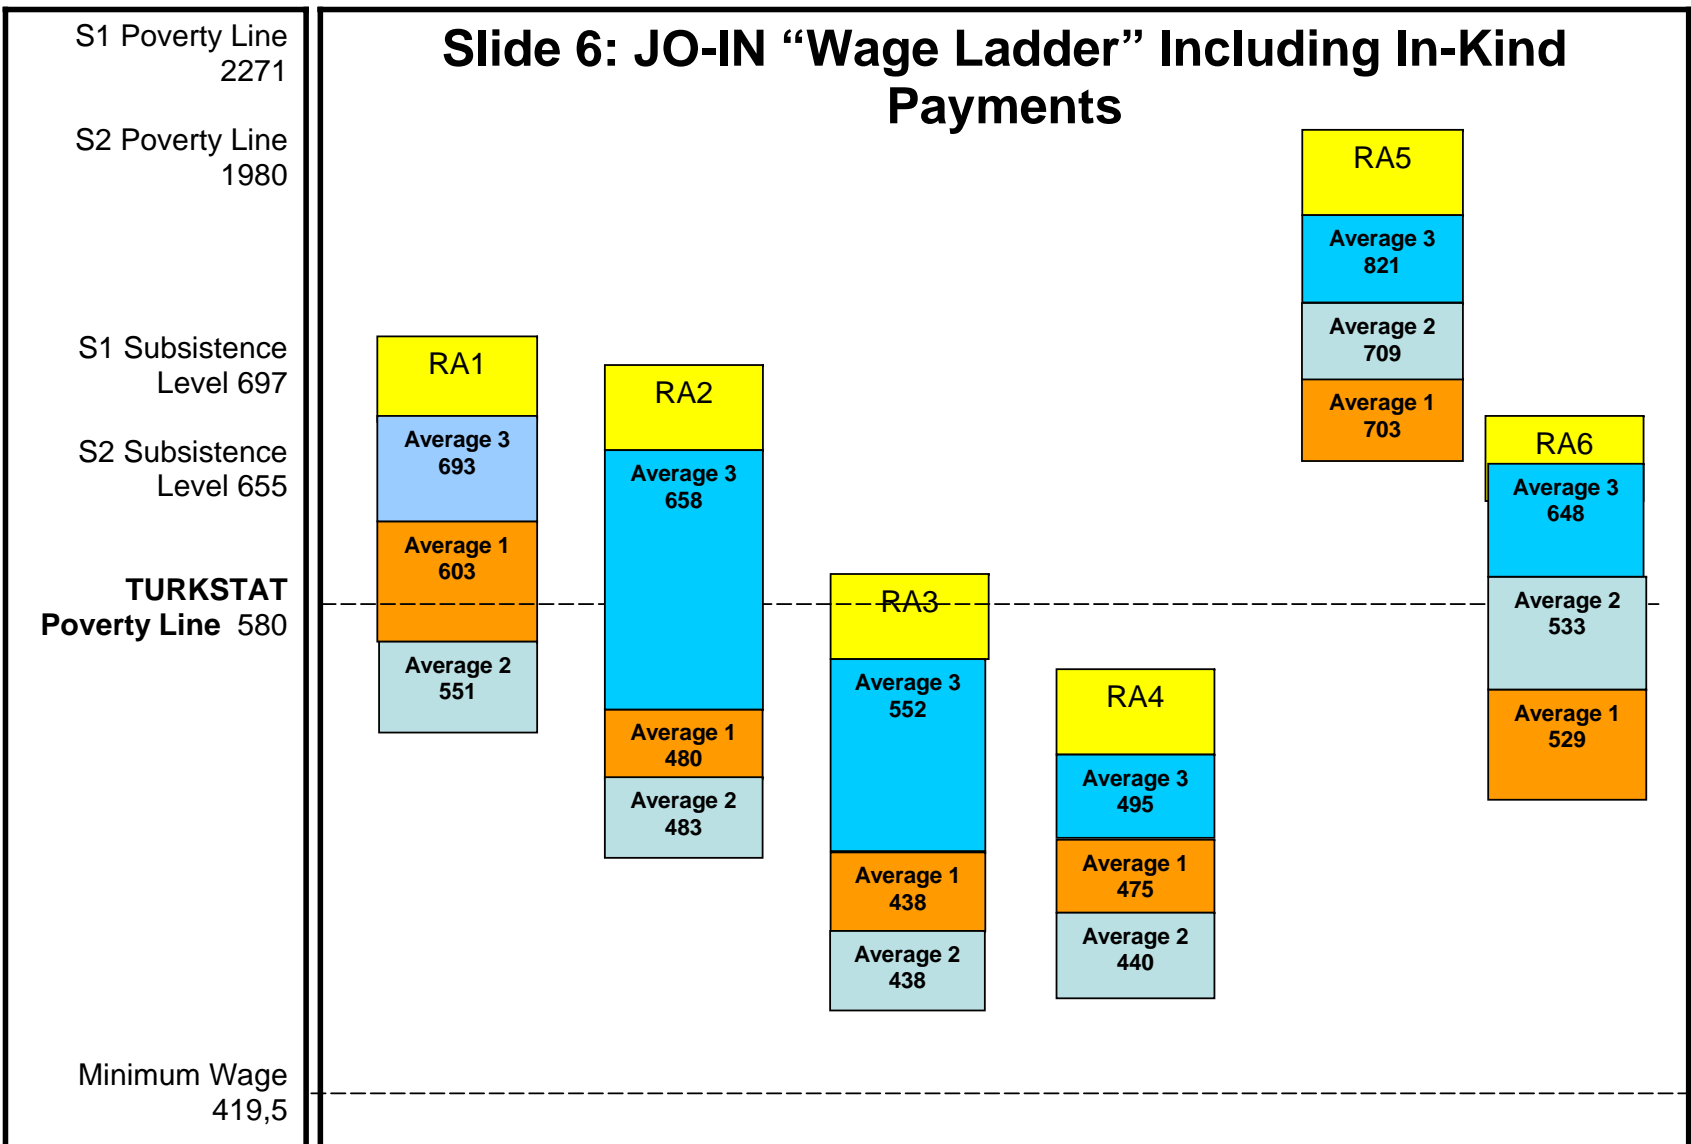 Slide 6: JO-IN “Wage Ladder” Including In-Kind
Payments
S1 Poverty Line
2271
S2 Poverty Line
1980
S1 Subsistence
Level 697
S2 Subsistence
Level 655
TURKSTAT
Poverty Line 580
Minimum Wage
419,5
RA1
Average 3
693
Average 1
603
Average 2
551
RA2
Average 3
658
Average 1
480
Average 2
483
RA3
Average 3
552
Average 1
438
Average 2
438
RA4
Average 3
495
Average 1
475
Average 2
440
RA5
Average 3
821
Average 2
709
Average 1
703
RA6
Average 3
648
Average 2
533
Average 1
529